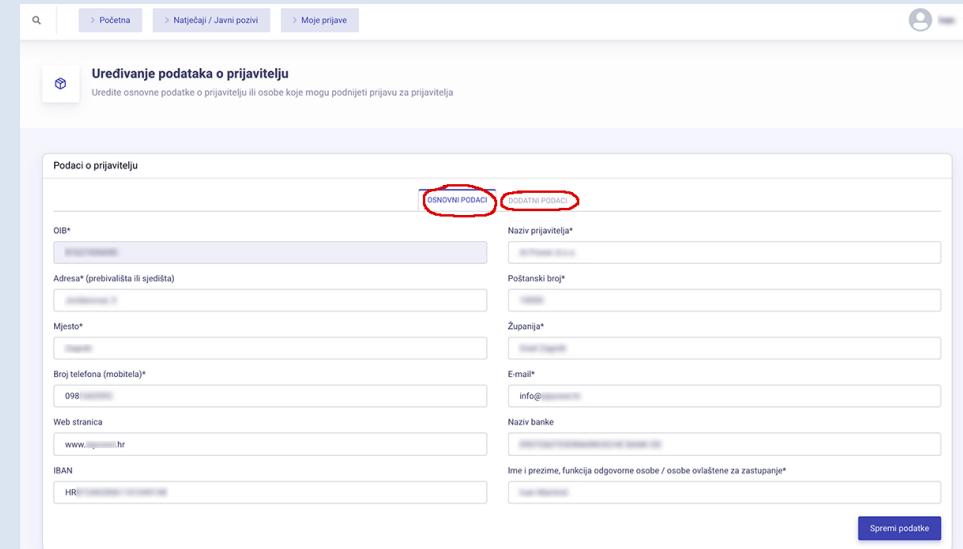 Početna
Natječaji / Javni pozivi
Moje prijave
Uređivanje podataka o prijavitelju
Uredite osnovne podatke o prijavitelju ili osobe koje mogu podnijeti prijavu za prijavitelja
Podaci o prijavitelju
OSNOVNI PODACI
DODATNI PODACI
OIB*
Naziv prijavitelja*
Adresa* (prebivališta ili sjedišta)
Poštanski broj*
Mjesto*
Županija*
Broj telefona (mobitela)*
E-mail*
098
info@
Web stranica
Naziv banke
www. .hr
IBAN
Ime i prezime, funkcija odgovorne osobe / osobe ovlaštene za zastupanje*
HR
Spremi podatke